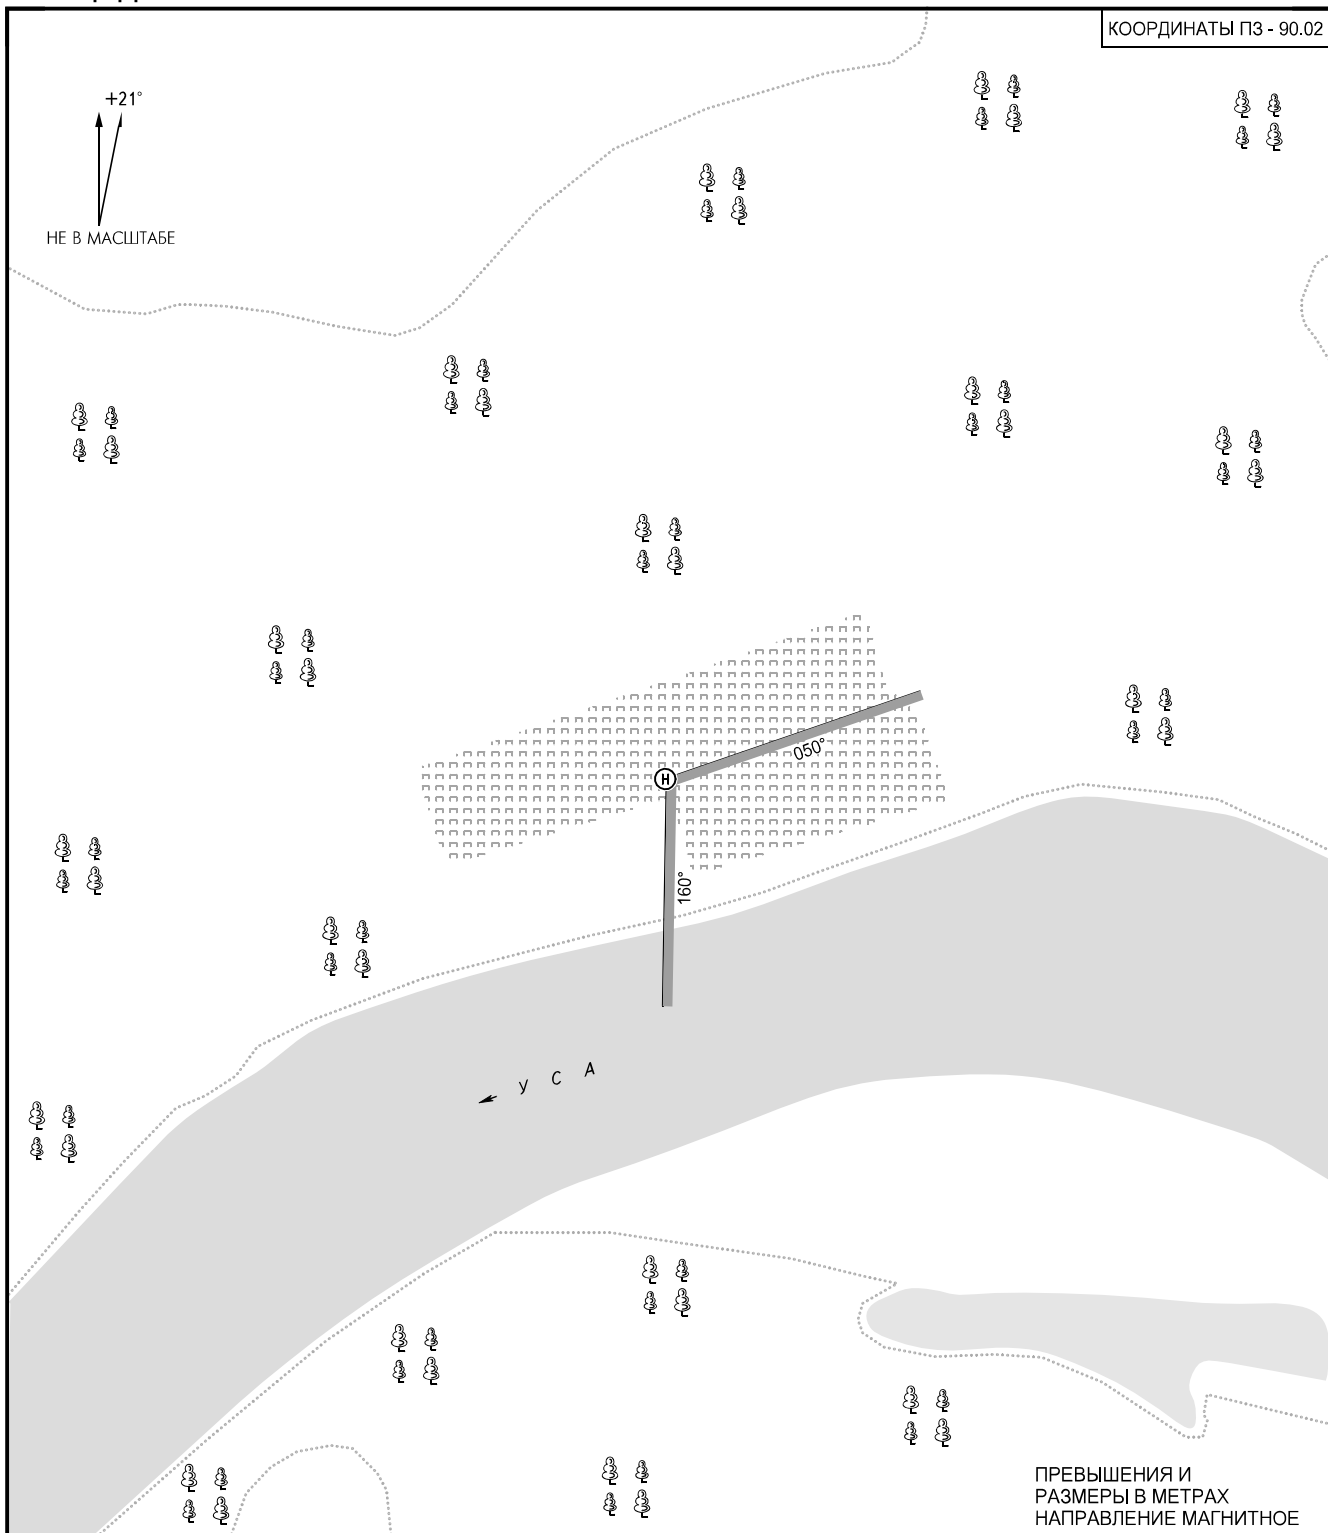 КООРДИНАТЫ ПЗ - 90.02
+21°
НЕ В МАСШТАБЕ
050°
H
160°
У С А
ПРЕВЫШЕНИЯ И
РАЗМЕРЫ В МЕТРАХ
НАПРАВЛЕНИЕ МАГНИТНОЕ